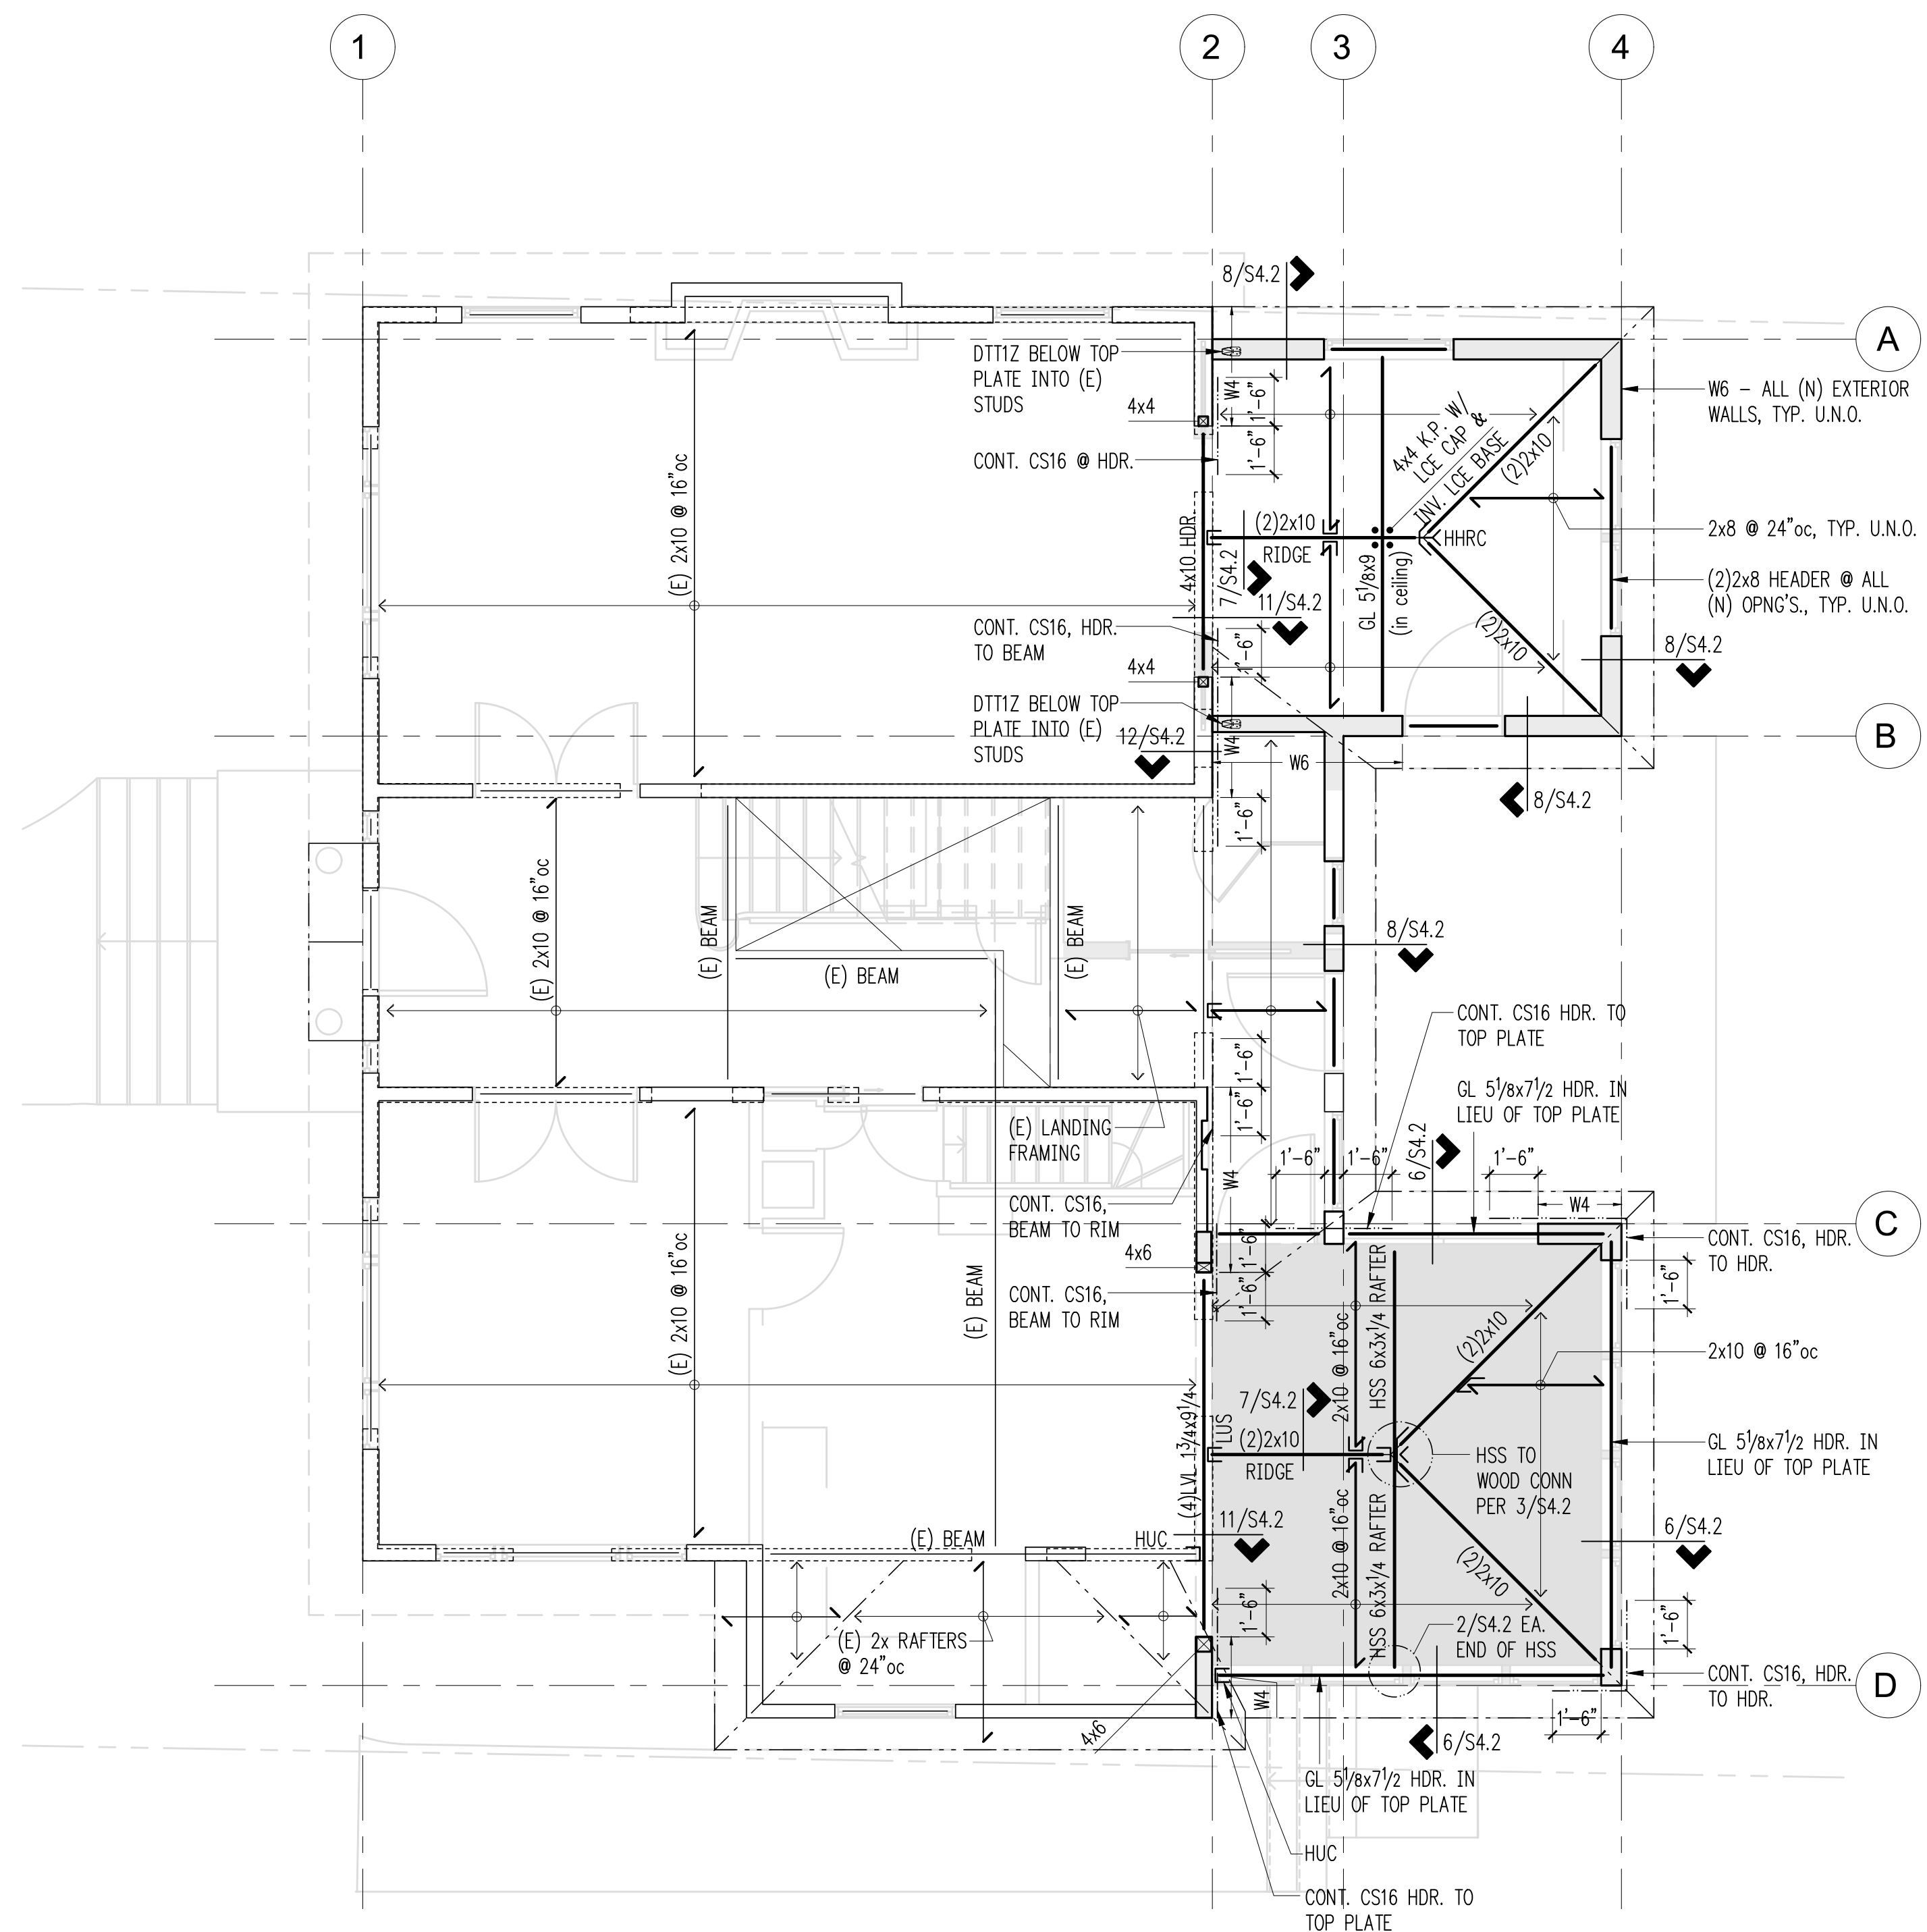 1
2
3
4
8/S4.2
A
DTT1Z BELOW TOP
PLATE INTO (E)
STUDS
W4
1'-6"
1'-6"
4x4
W6 – ALL (N) EXTERIOR
WALLS, TYP. U.N.O.
4x4 K.P. W/
LCE CAP &
INV. LCE BASE
(2)2x10
CONT. CS16 @ HDR.
(E) 2x10 @ 16"oc
4x10 HDR.
7/S4.2
(2)2x10
RIDGE
HHRC
GL 5 1/8x9
(in ceiling)
2x8 @ 24"oc, TYP. U.N.O.
(2)2x8 HEADER @ ALL
(N) OPNG'S., TYP. U.N.O.
11/S4.2
CONT. CS16, HDR.
TO BEAM
1'-6"
(2)2x10
8/S4.2
4x4
DTT1Z BELOW TOP
PLATE INTO (E)
STUDS
12/S4.2
W4
W6
B
8/S4.2
1'-6"
(E) 2x10 @ 16"oc
(E) BEAM
(E) BEAM
(E) BEAM
8/S4.2
CONT. CS16 HDR. TO
TOP PLATE
1'-6"
1'-6"
GL 5 1/8x7 1/2 HDR. IN
LIEU OF TOP PLATE
(E) LANDING
FRAMING
6/S4.2
1'-6"
1'-6"
1'-6"
W4
W4
CONT. CS16,
BEAM TO RIM
C
CONT. CS16, HDR.
TO HDR.
(E) 2x10 @ 16"oc
4x6
1'-6"
1'-6"
1'-6"
CONT. CS16,
BEAM TO RIM
(E) BEAM
2x10 @ 16"oc
HSS 6x3x1/4 RAFTER
(2)2x10
2x10 @ 16"oc
7/S4.2
(4)LVL 1 3/4x9 1/4
LUS
(2)2x10
RIDGE
HSS TO
WOOD CONN
PER 3/S4.2
GL 5 1/8x7 1/2 HDR. IN
LIEU OF TOP PLATE
2x10 @ 16"oc
HSS 6x3x1/4 RAFTER
(2)2x10
11/S4.2
(E) BEAM
HUC
6/S4.2
1'-6"
1'-6"
(E) 2x RAFTERS
@ 24"oc
2/S4.2 EA.
END OF HSS
CONT. CS16, HDR.
TO HDR.
D
W4
4x6
1'-6"
6/S4.2
GL 5 1/8x7 1/2 HDR. IN
LIEU OF TOP PLATE
HUC
CONT. CS16 HDR. TO
TOP PLATE